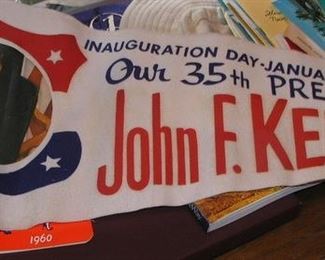 INAUGURATION DAY-JANUA
Our 35th PRE
John F. KE
1960